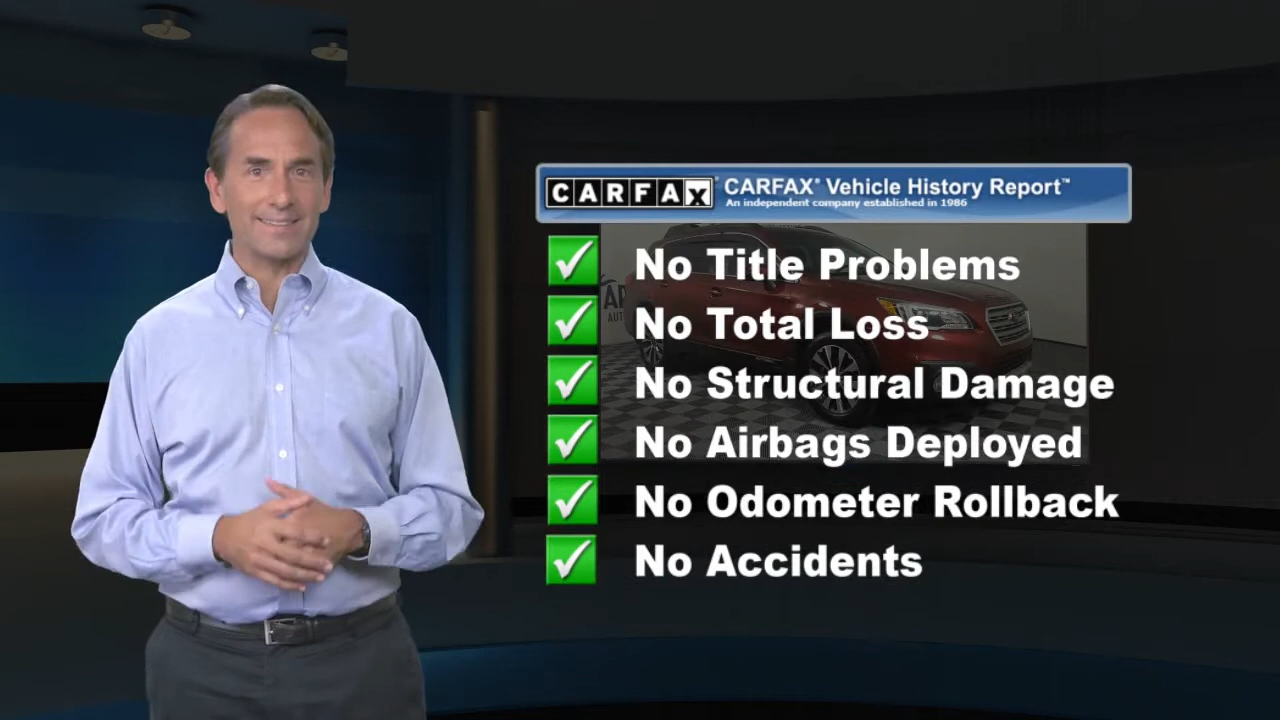 CARFAX
CARFAX® Vehicle History Report™
An independent company established in 1986
No Title Problems
No Total Loss
No Structural Damage
No Airbags Deployed
No Odometer Rollback
No Accidents